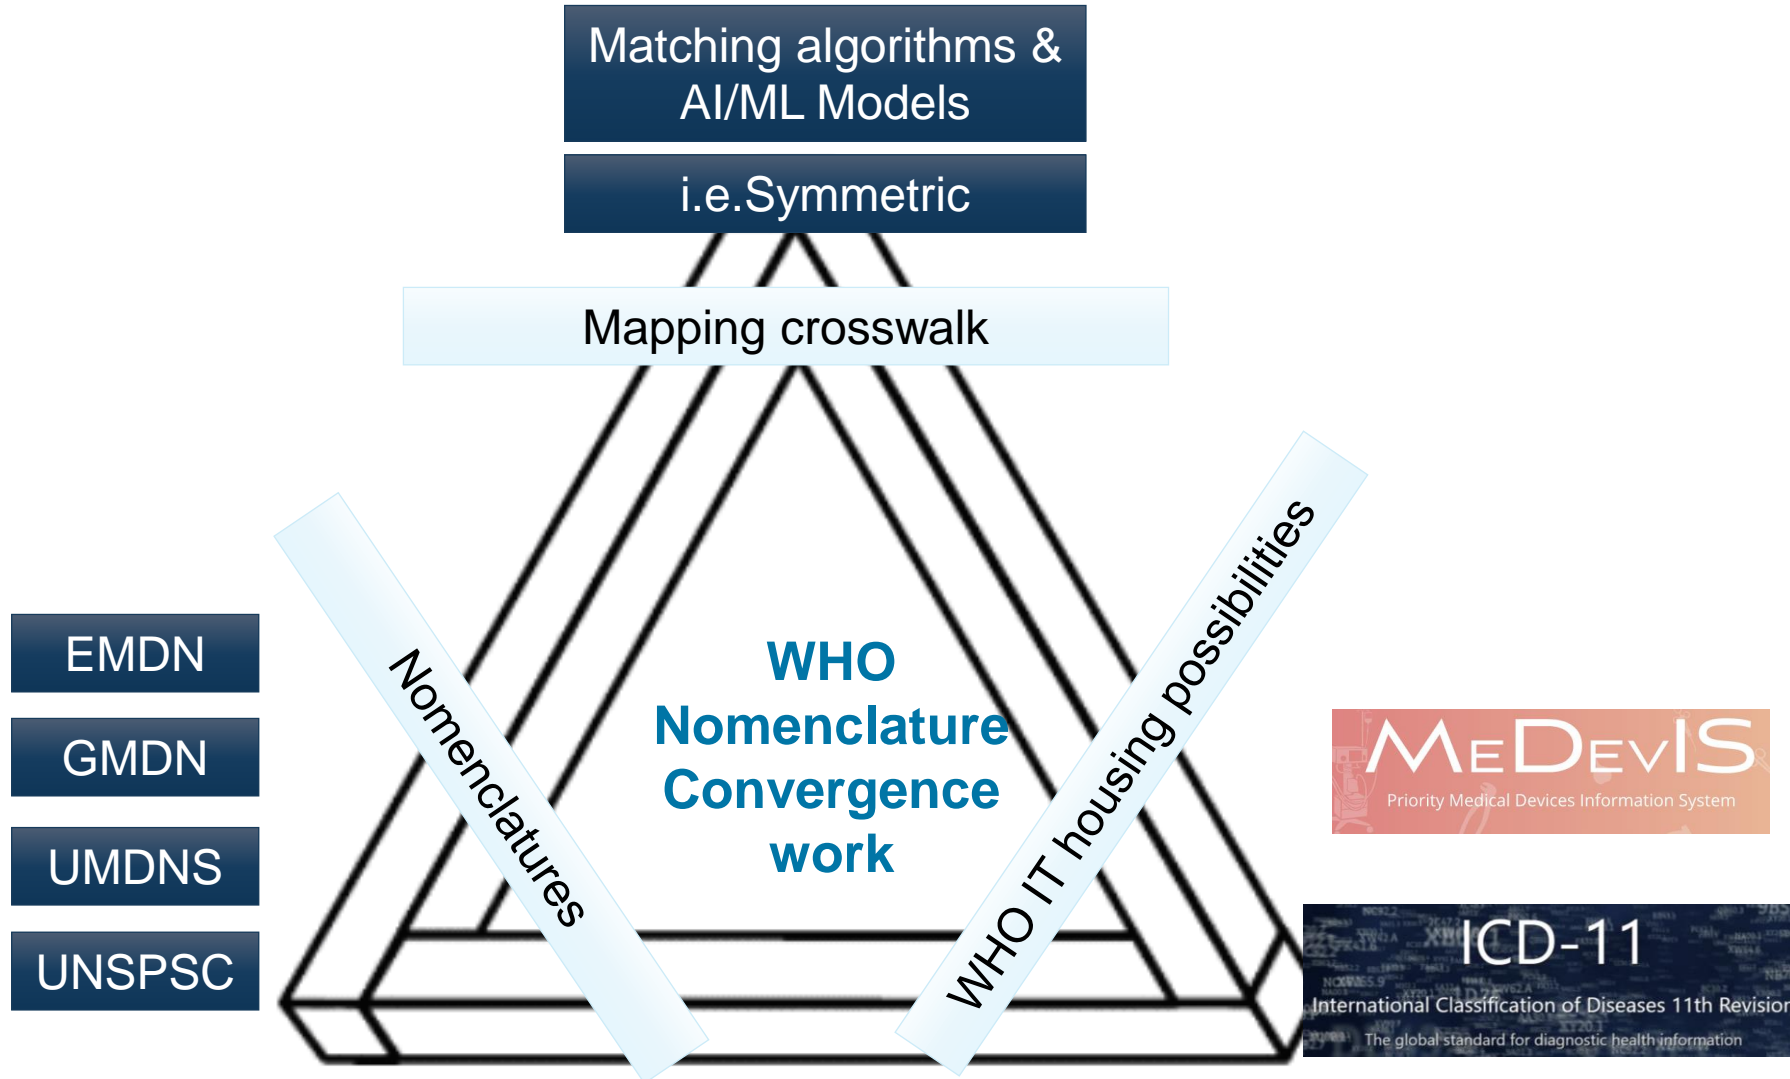 Matching algorithms &
AI/ML Models
i.e.Symmetric
Mapping crosswalk
Nomenclatures
WHO IT housing possibilities
WHO
Nomenclature
Convergence
work
EMDN
GMDN
UMDNS
UNSPSC
MEDEVIS
Priority Medical Devices Information System
ICD-11
International Classification of Diseases 11th Revision
The global standard for diagnostic health information